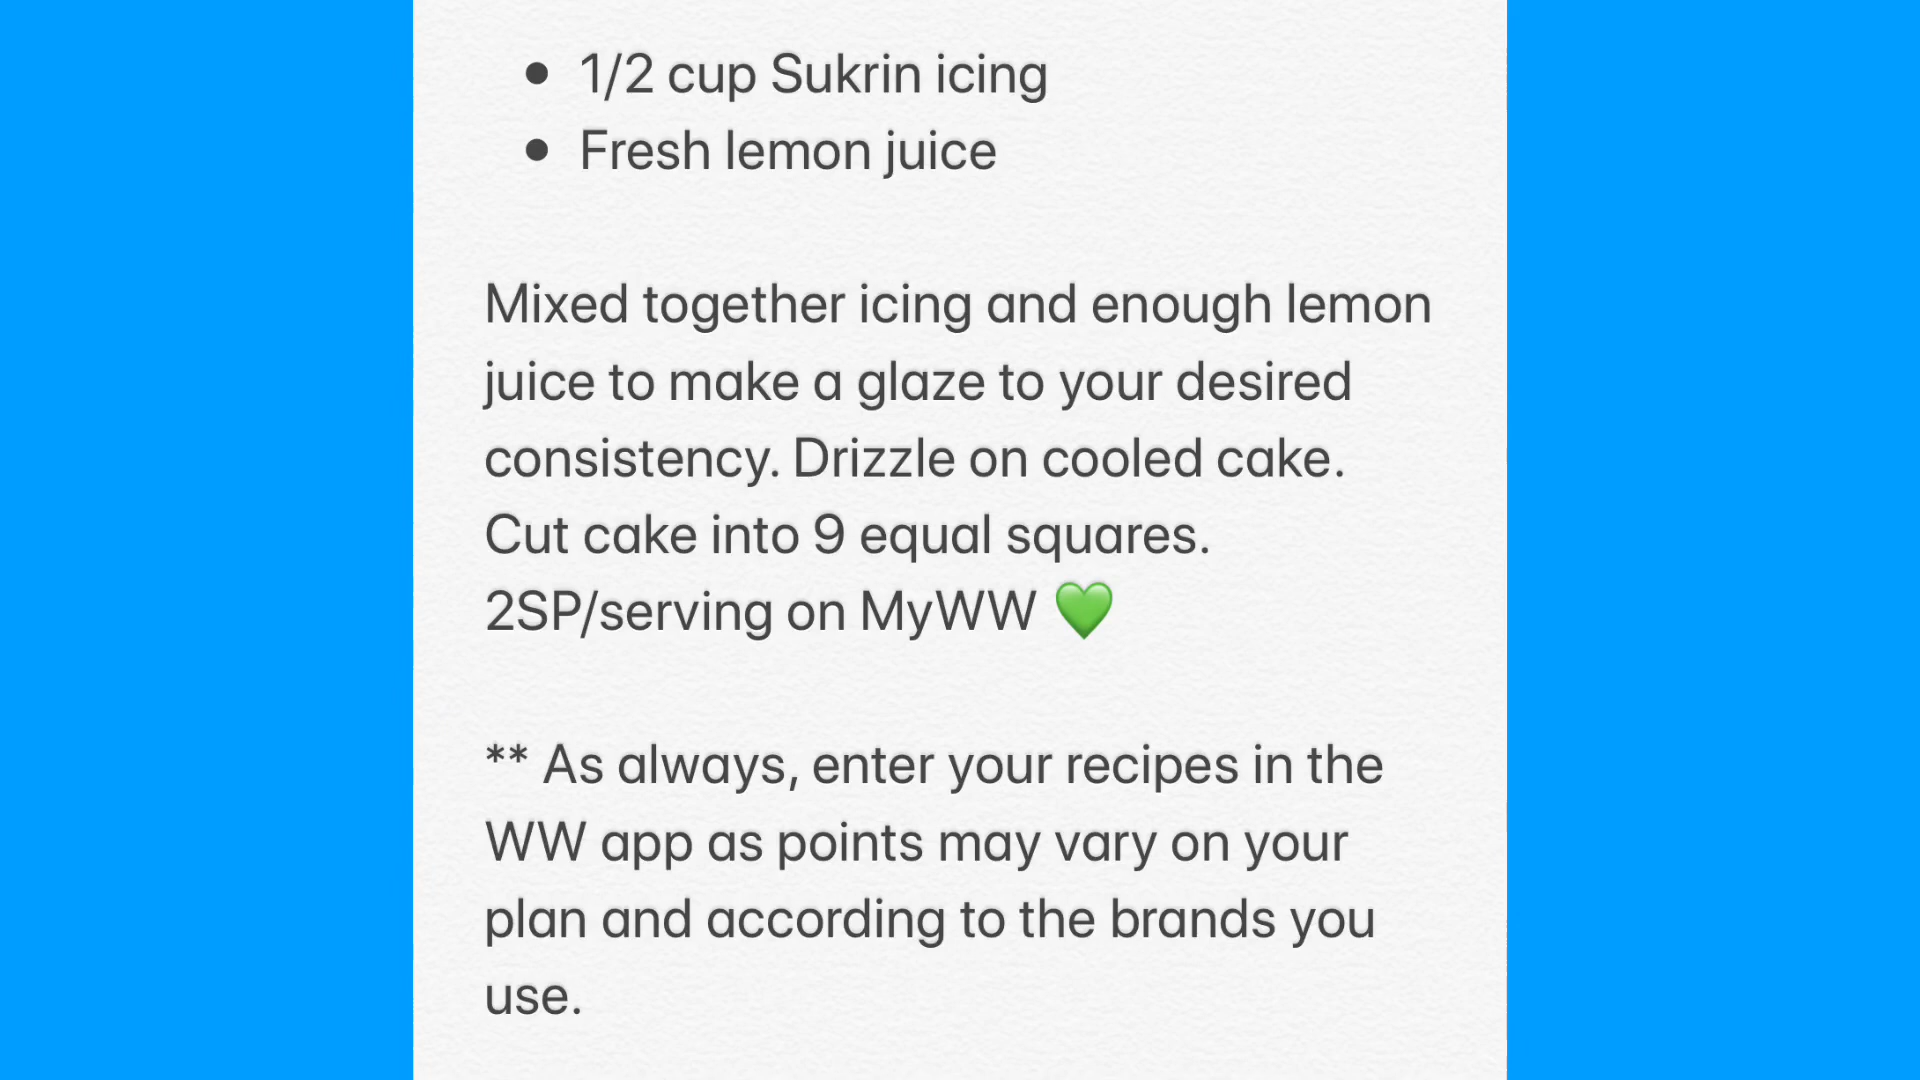 • 1/2 cup Sukrin icing
• Fresh lemon juice
Mixed together icing and enough lemon
juice to make a glaze to your desired
consistency. Drizzle on cooled cake.
Cut cake into 9 equal squares.
2SP/serving on MyWW 💚
** As always, enter your recipes in the
WW app as points may vary on your
plan and according to the brands you
use.